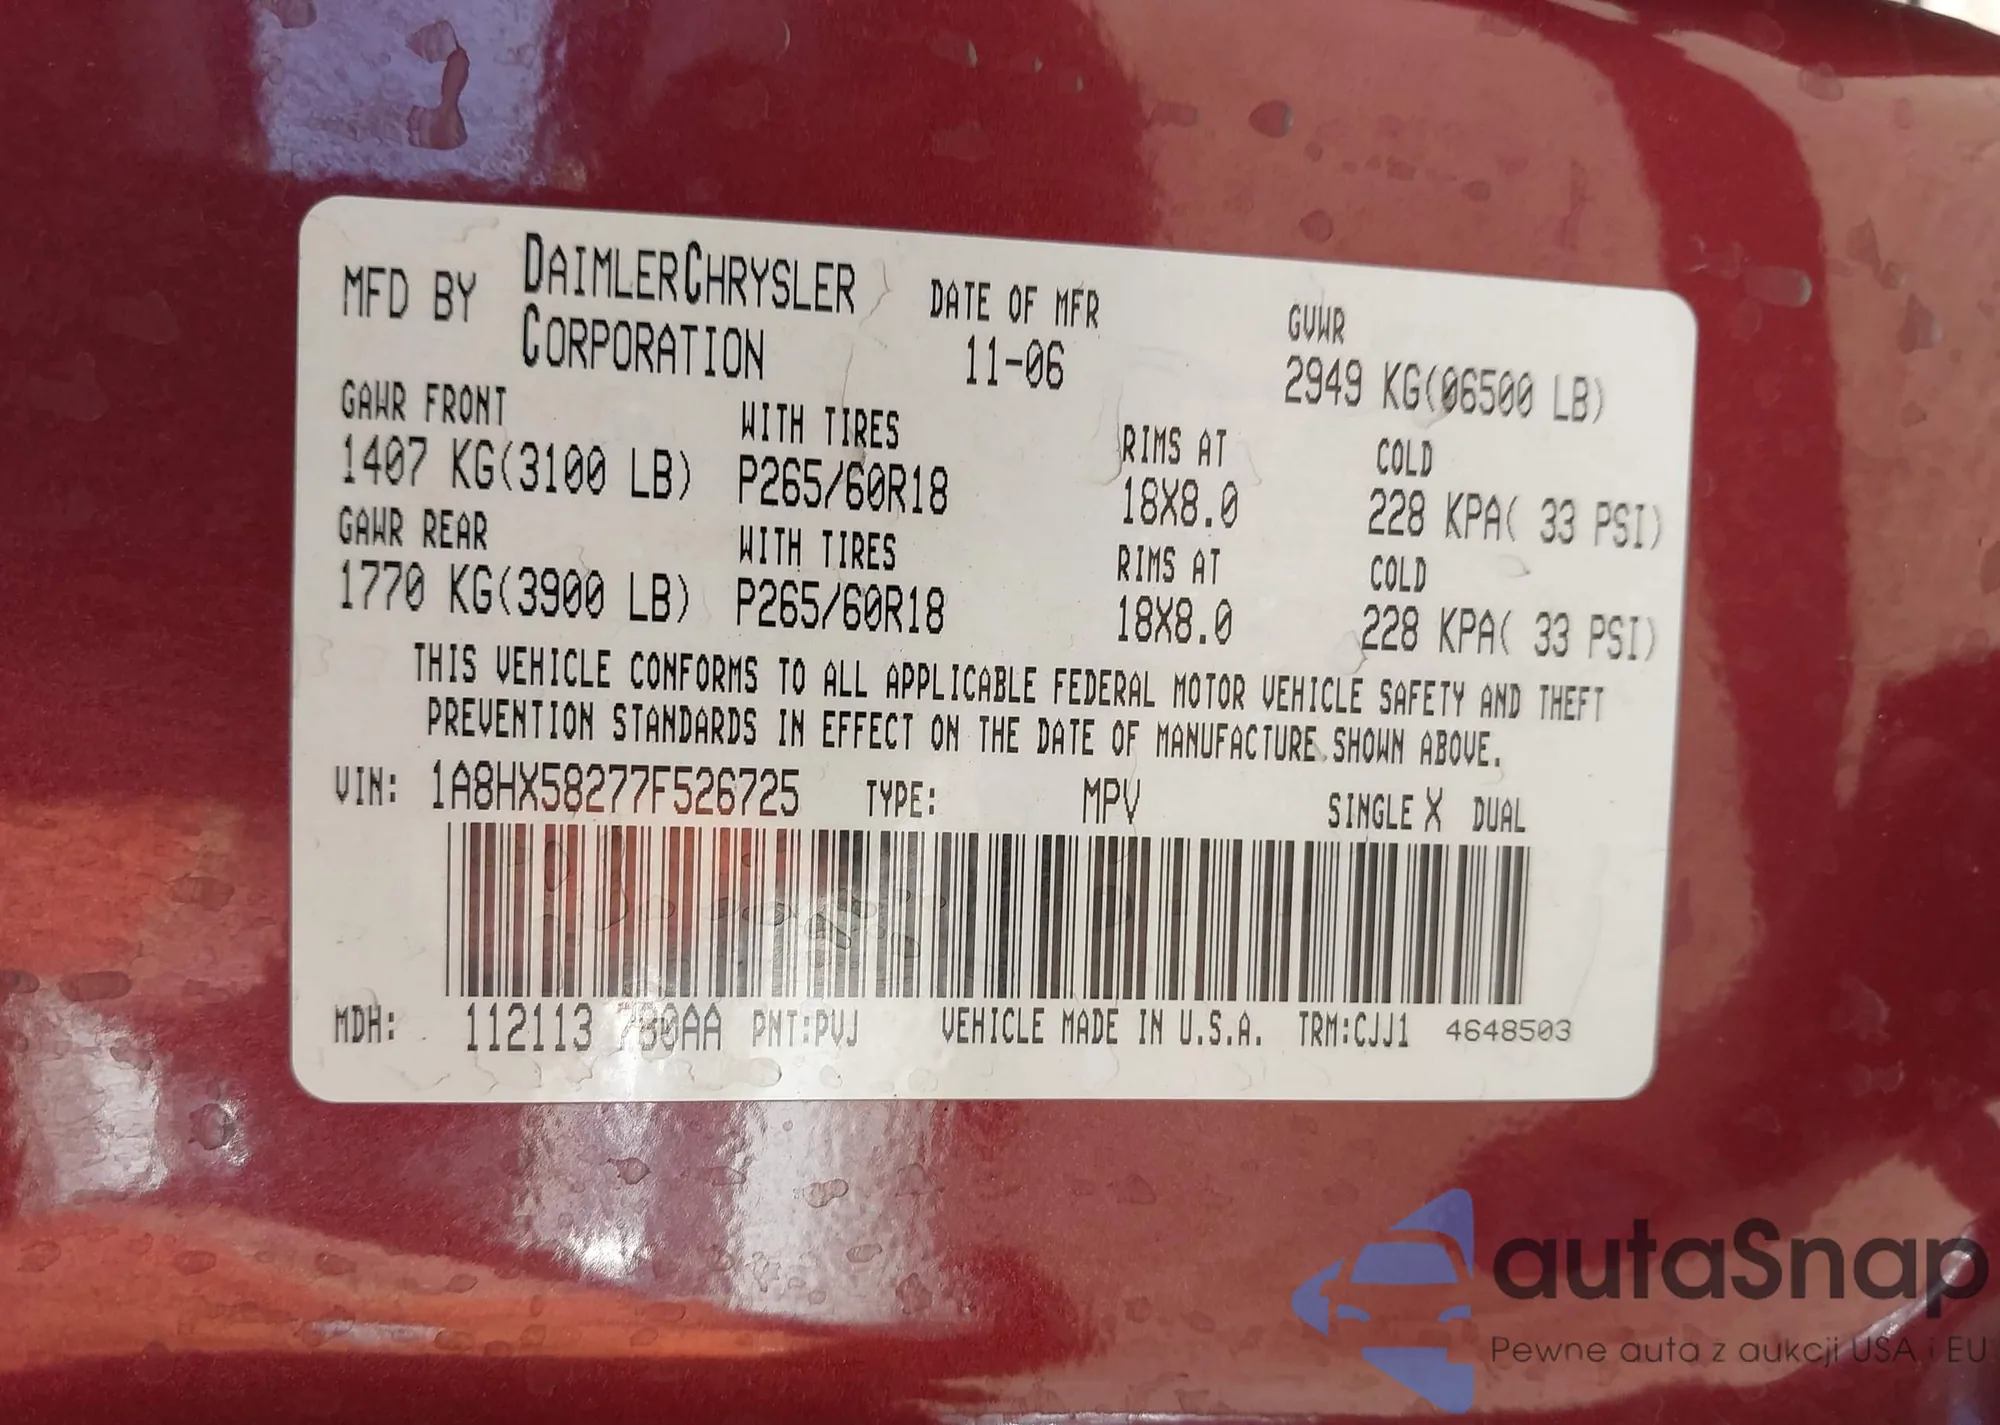 MFD BY DAIMLERCHRYSLER CORPORATION
DATE OF MFR
11-06
GVWR
2949 KG(06500 LB)
GAWR FRONT WITH TIRES RIMS AT COLD
1407 KG(3100 LB) P265/60R18 18X8.0 228 KPA( 33 PSI)
GAWR REAR WITH TIRES RIMS AT COLD
1770 KG(3900 LB) P265/60R18 18X8.0 228 KPA( 33 PSI)
THIS VEHICLE CONFORMS TO ALL APPLICABLE FEDERAL MOTOR VEHICLE SAFETY AND THEFT
PREVENTION STANDARDS IN EFFECT ON THE DATE OF MANUFACTURE SHOWN ABOVE.
VIN: 1A8HX58277F526725 TYPE: MPV SINGLE X DUAL
MDH: 112113 PNT:PVJ VEHICLE MADE IN U.S.A. TRM:CJJ1 4648503
autaSnap
Pewne auta z aukcji USA i EU